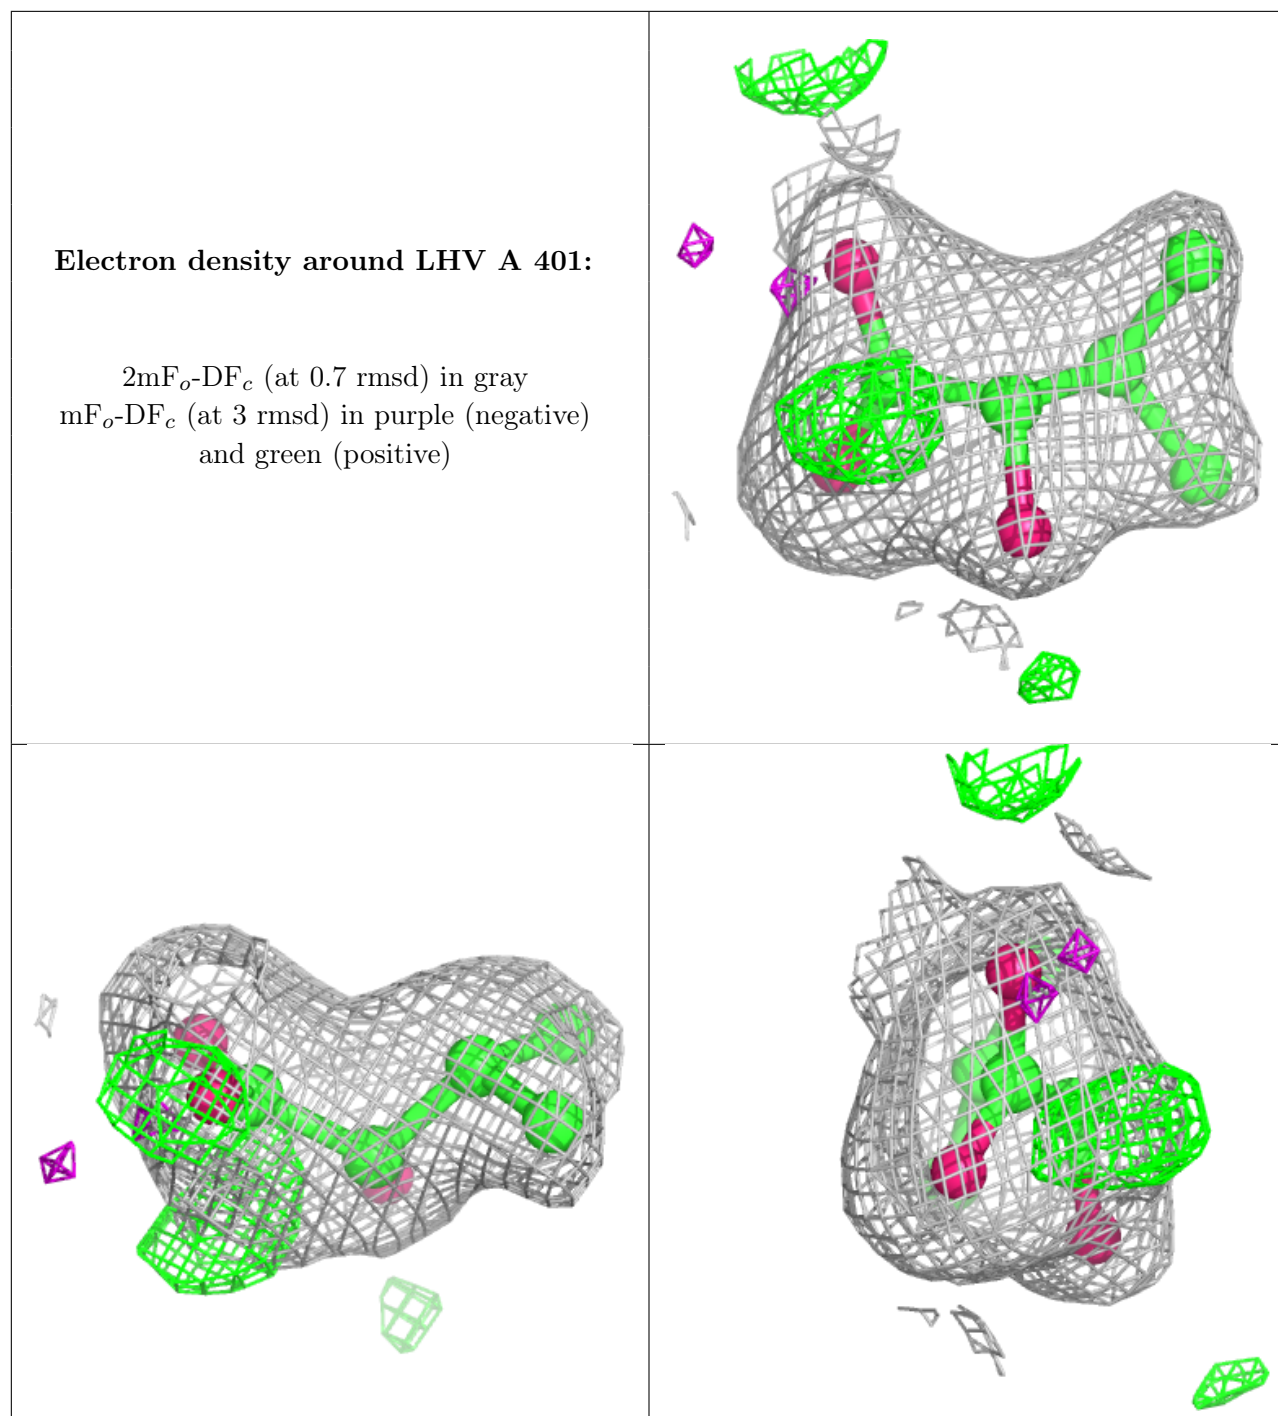 Electron density around LHV A 401:
2mFo-DFc (at 0.7 rmsd) in gray
mFo-DFc (at 3 rmsd) in purple (negative)
and green (positive)